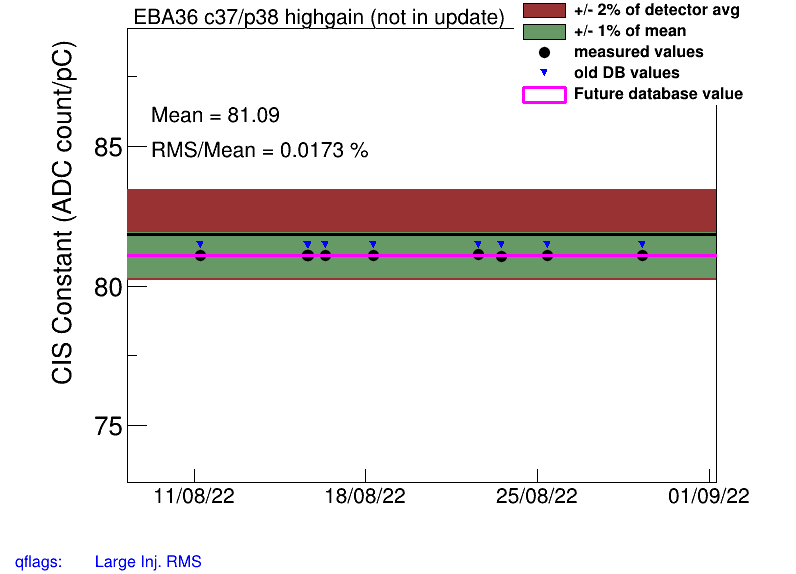 EBA36 c37/p38 highgain (not in update)
+/- 2% of detector avg
+/- 1% of mean
measured values
old DB values
Future database value
Mean = 81.09
RMS/Mean = 0.0173 %
CIS Constant (ADC count/pC)
85
80
75
11/08/22 18/08/22 25/08/22 01/09/22
qflags: Large Inj. RMS